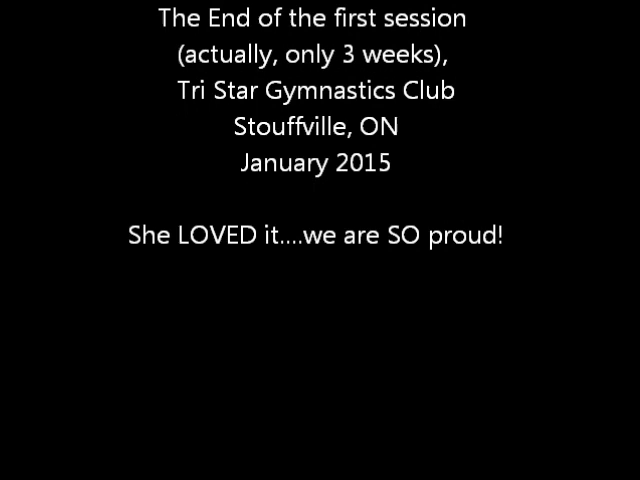 The End of the first session
(actually, only 3 weeks),
Tri Star Gymnastics Club
Stouffville, ON
January 2015
She LOVED it....we are SO proud!